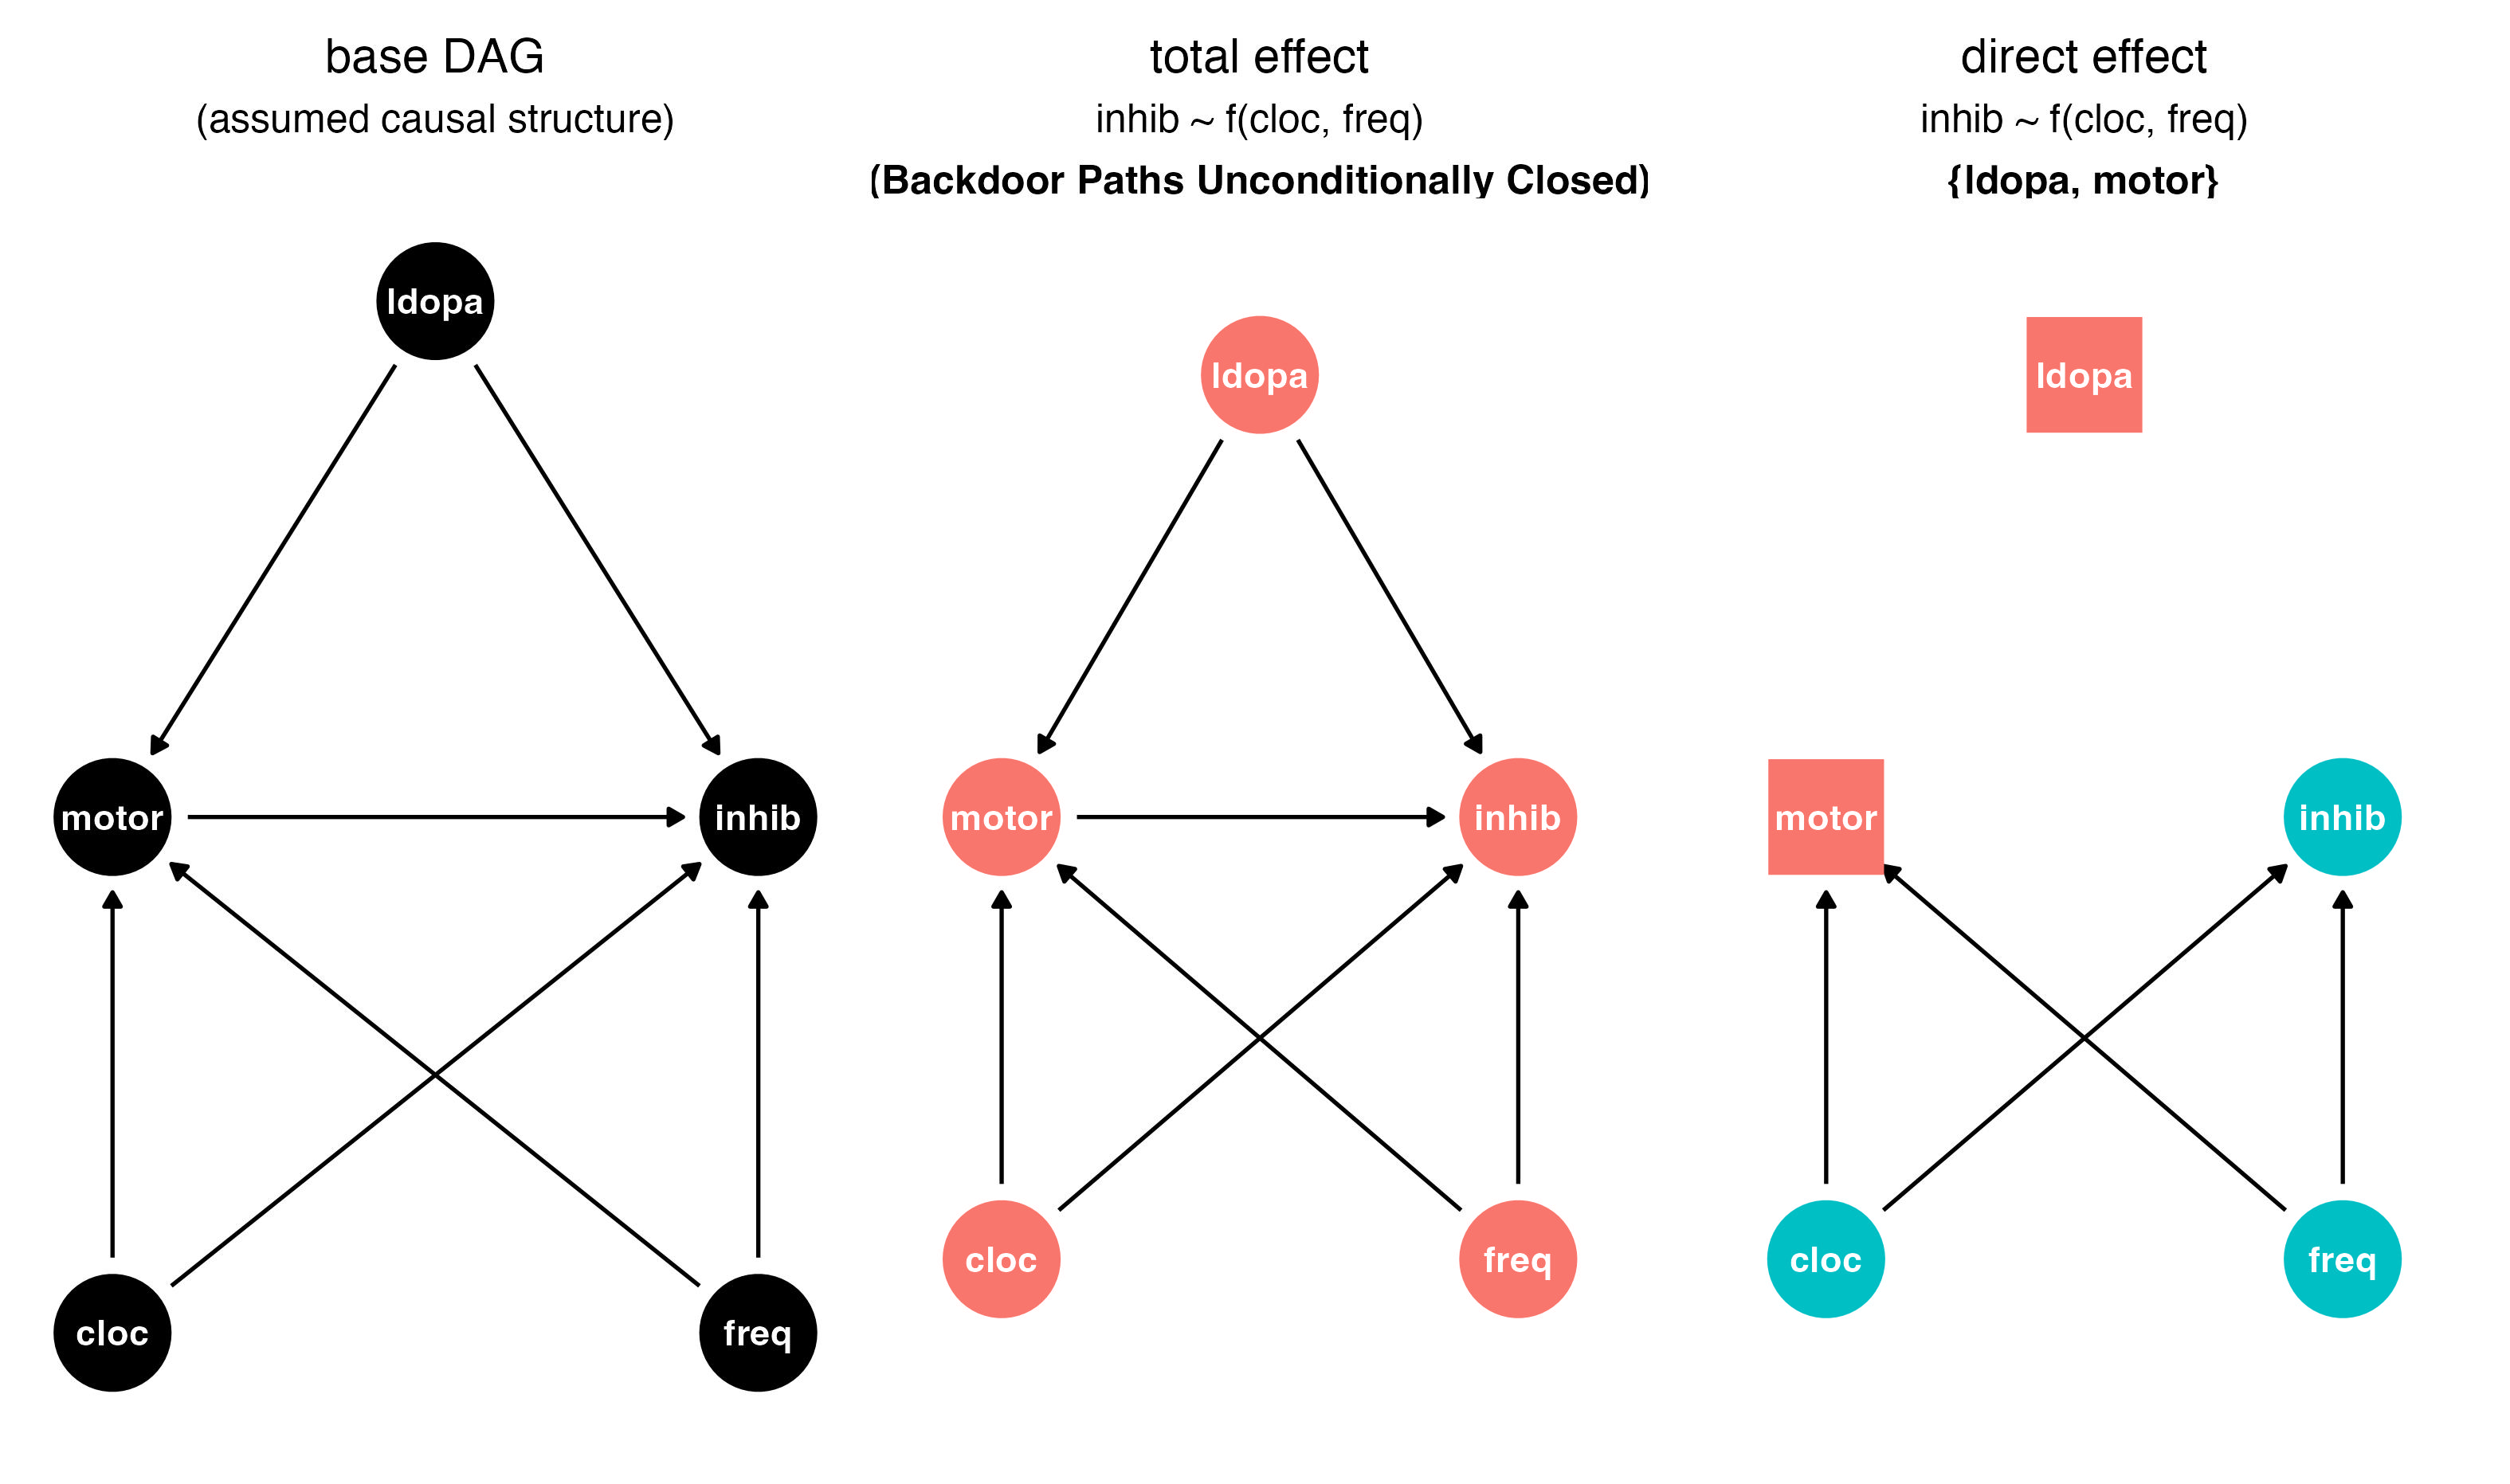 base DAG
(assumed causal structure)
ldopa
motor
inhib
cloc
freq
total effect
inhib ~ f(cloc, freq)
(Backdoor Paths Unconditionally Closed)
ldopa
motor
inhib
cloc
freq
direct effect
inhib ~ f(cloc, freq)
{ldopa, motor}
ldopa
motor
inhib
cloc
freq